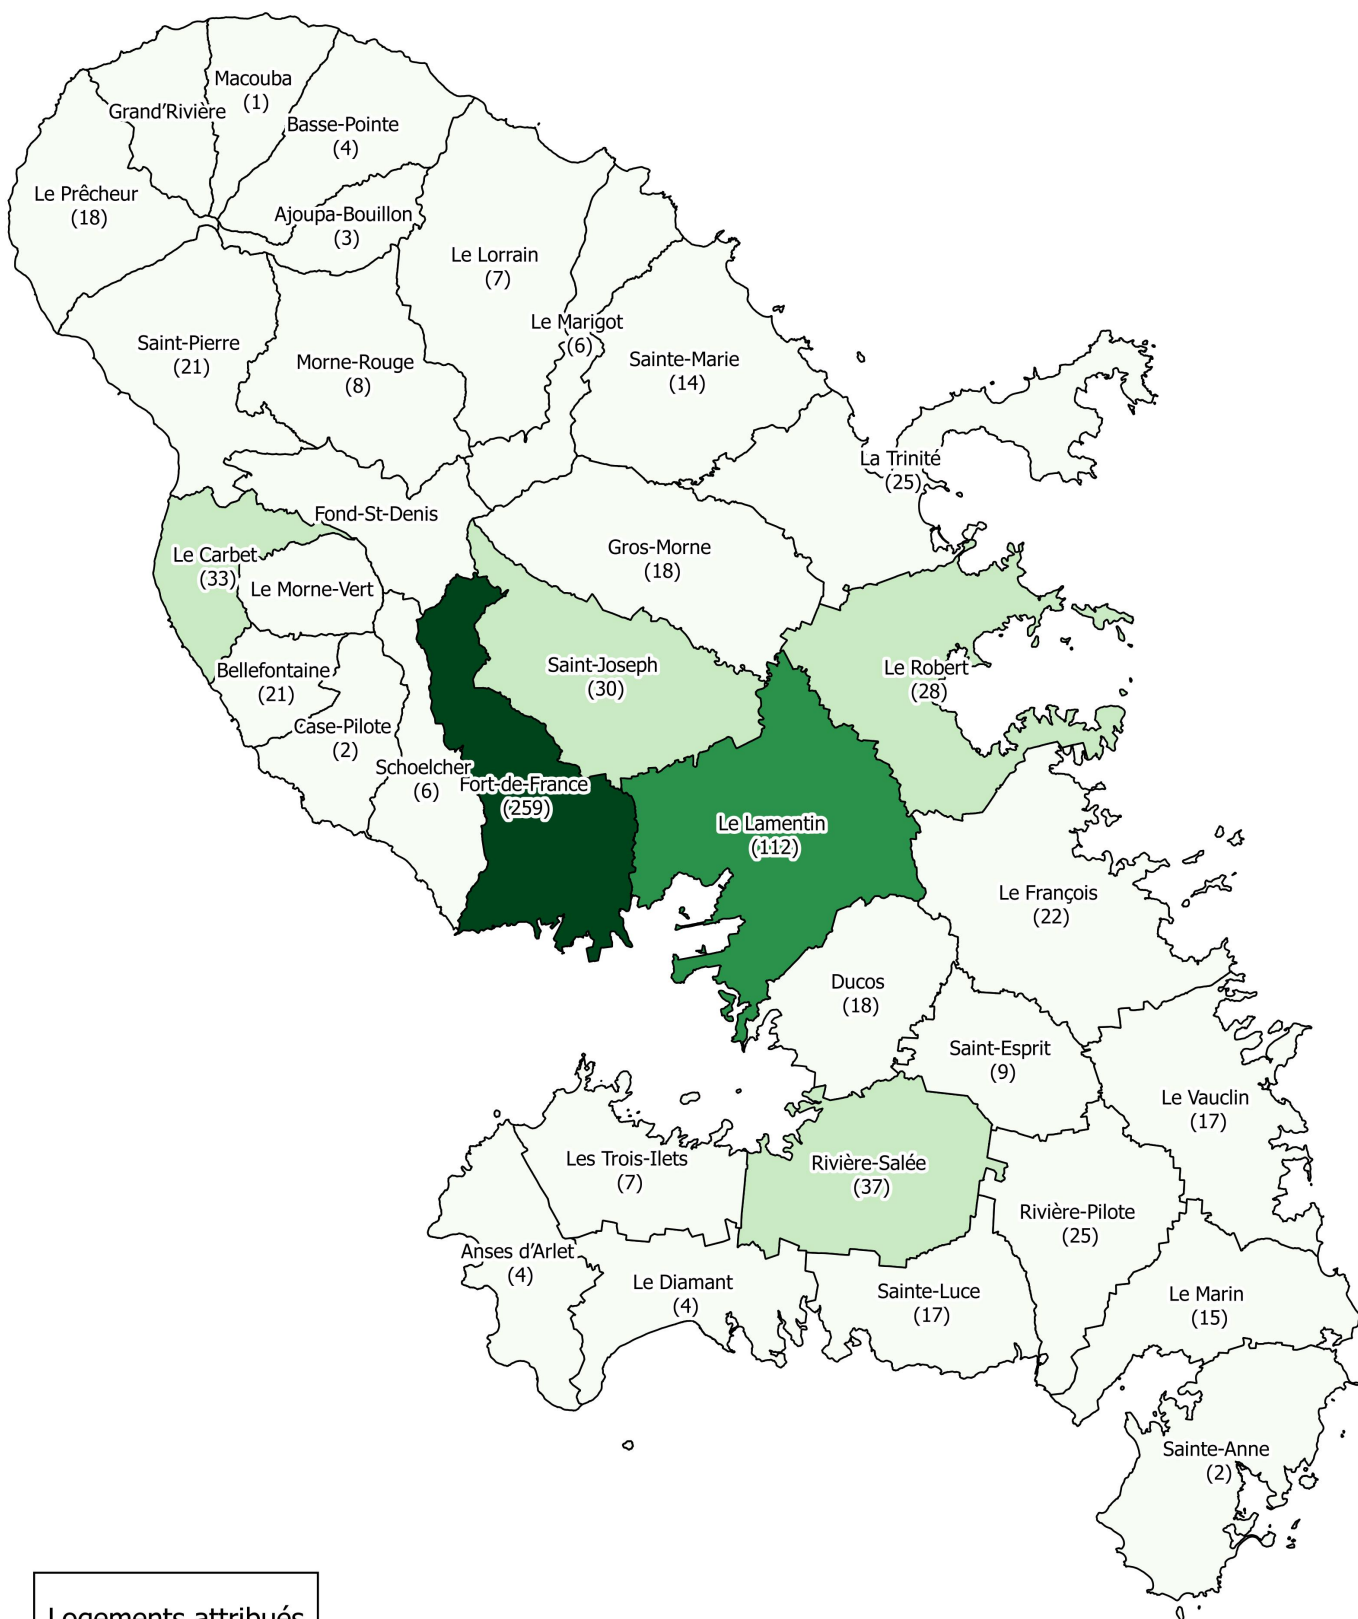 Macouba
(1)
Grand’Rivière
Basse-Pointe
(4)
Le Prêcheur
(18)
Ajoupa-Bouillon
(3)
Le Lorrain
(7)
Le Marigot
(6)
Saint-Pierre
(21)
Morne-Rouge
(8)
Sainte-Marie
(14)
La Trinité
(25)
Fond-St-Denis
Gros-Morne
(18)
Le Carbet
(33)
Le Morne-Vert
Bellefontaine
(21)
Saint-Joseph
(30)
Le Robert
(28)
Case-Pilote
(2)
Schoelcher
(6)
Fort-de-France
(259)
Le Lamentin
(112)
Le François
(22)
Ducos
(18)
Saint-Esprit
(9)
Le Vauclin
(17)
Les Trois-Ilets
(7)
Rivière-Salée
(37)
Rivière-Pilote
(25)
Anses d’Arlet
(4)
Le Diamant
(4)
Sainte-Luce
(17)
Le Marin
(15)
Sainte-Anne
(2)
Logements attribués